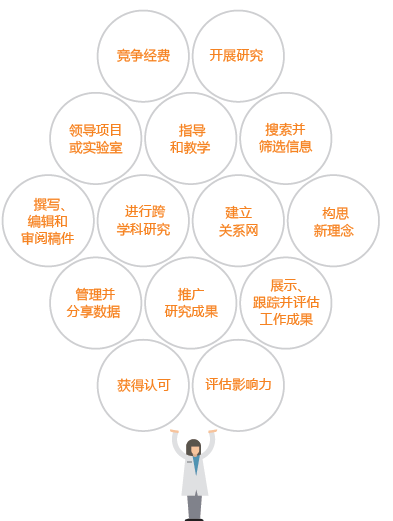 竞争经费
开展研究
领导项目
或实验室
指导
和教学
搜索并
筛选信息
撰写、
编辑和
审阅稿件
进行跨
学科研究
建立
关系网
构思
新理念
管理并
分享数据
推广
研究成果
展示、
跟踪并评估
工作成果
获得认可
评估影响力